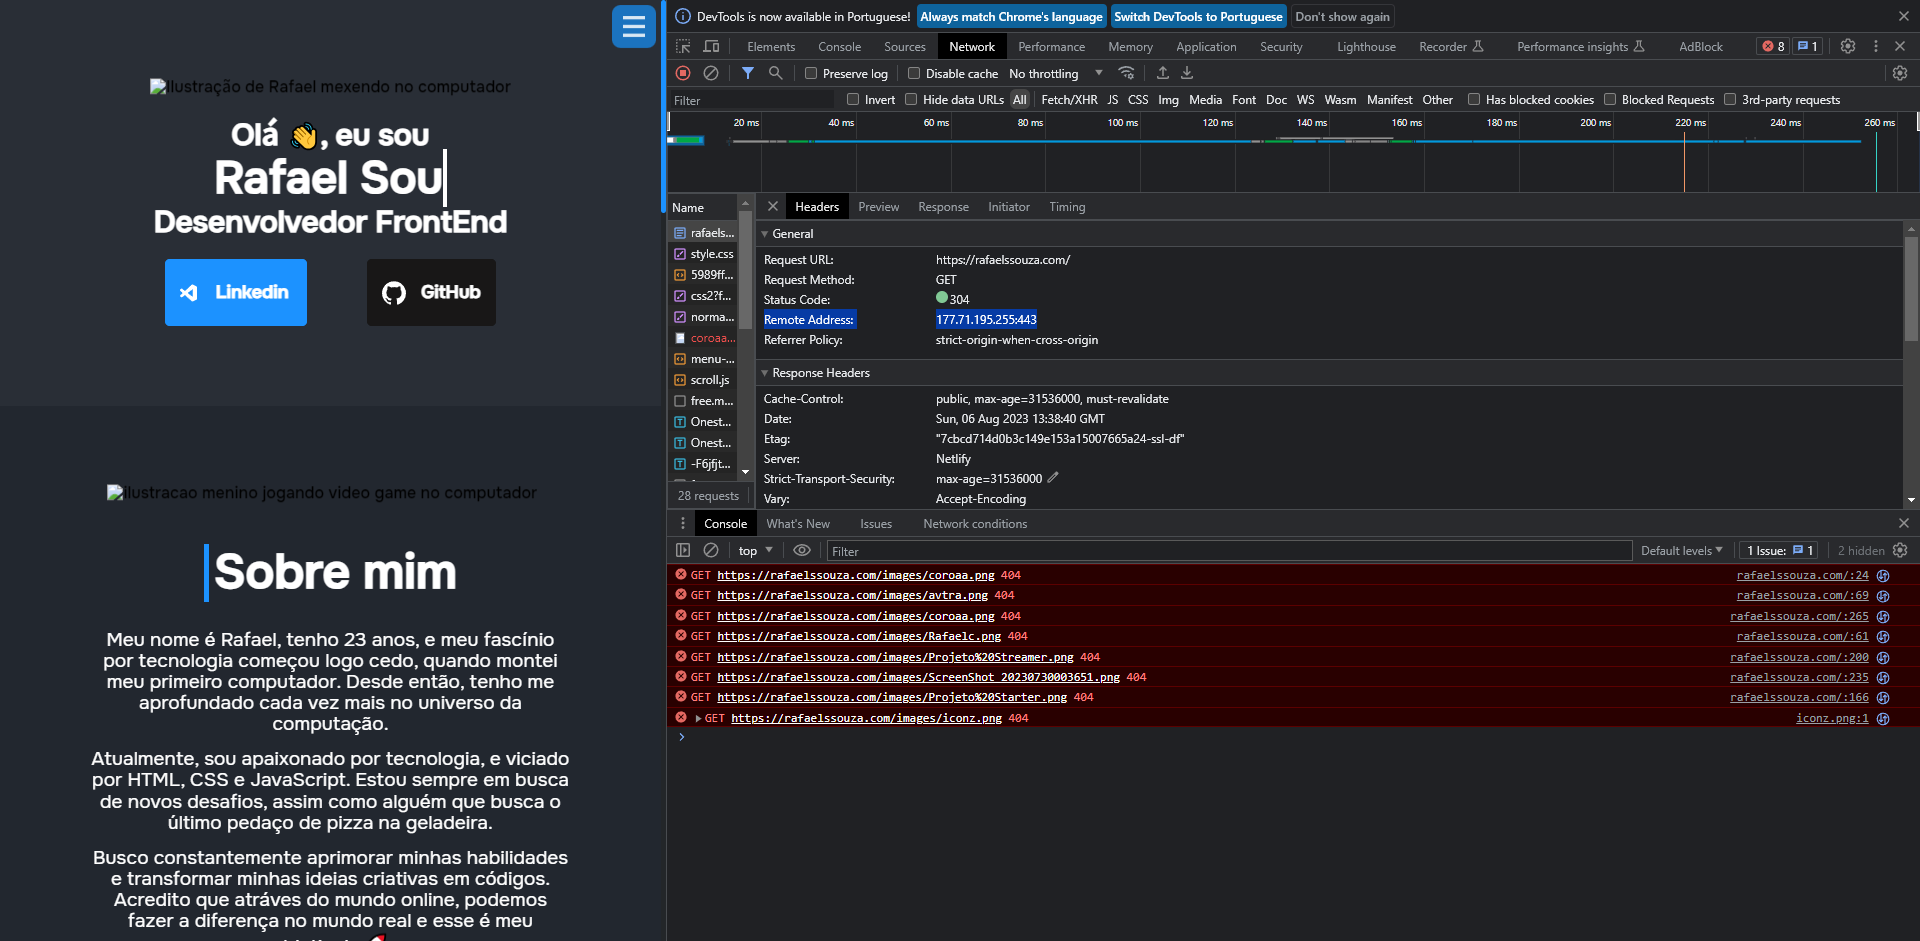 Ilustração de Rafael mexendo no computador
Olá 👋, eu sou
Rafael Sou
Desenvolvedor FrontEnd
Linkedin
GitHub
ilustracao menino jogando video game no computador
Sobre mim
Meu nome é Rafael, tenho 23 anos, e meu fascínio
por tecnologia começou logo cedo, quando montei
meu primeiro computador. Desde então, tenho me
aprofundado cada vez mais no universo da
computação.
Atualmente, sou apaixonado por tecnologia, e viciado
por HTML, CSS e JavaScript. Estou sempre em busca
de novos desafios, assim como alguém que busca o
último pedaço de pizza na geladeira.
Busco constantemente aprimorar minhas habilidades
e transformar minhas ideias criativas em códigos.
Acredito que atráves do mundo online, podemos
fazer a diferença no mundo real e esse é meu
DevTools is now available in Portuguese! Always match Chrome's language Switch DevTools to Portuguese Don't show again
Elements Console Sources Network Performance Memory Application Security Lighthouse Recorder Performance insights AdBlock 8 1
Preserve log Disable cache No throttling
Filter Invert Hide data URLs All Fetch/XHR JS CSS Img Media Font Doc WS Wasm Manifest Other Has blocked cookies Blocked Requests 3rd-party requests
20 ms 40 ms 60 ms 80 ms 100 ms 120 ms 140 ms 160 ms 180 ms 200 ms 220 ms 240 ms 260 ms
Name
rafaels...
style.css
5989ff...
css2?f...
norma...
coroaa...
menu-...
scroll.js
free.m...
Onest...
Onest...
-F6jfjt...
28 requests
Headers Preview Response Initiator Timing
General
Request URL: https://rafaelssouza.com/
Request Method: GET
Status Code: 304
Remote Address: 177.71.195.255:443
Referrer Policy: strict-origin-when-cross-origin
Response Headers
Cache-Control: public, max-age=31536000, must-revalidate
Date: Sun, 06 Aug 2023 13:38:40 GMT
Etag: "7cbcd714d0b3c149e153a15007665a24-ssl-df"
Server: Netlify
Strict-Transport-Security: max-age=31536000
Vary: Accept-Encoding
Console What's New Issues Network conditions
top Filter Default levels 1 Issue: 1 2 hidden
GET https://rafaelssouza.com/images/coroaa.png 404 rafaelssouza.com/:24
GET https://rafaelssouza.com/images/avtra.png 404 rafaelssouza.com/:69
GET https://rafaelssouza.com/images/coroaa.png 404 rafaelssouza.com/:265
GET https://rafaelssouza.com/images/Rafaelc.png 404 rafaelssouza.com/:61
GET https://rafaelssouza.com/images/Projeto%20Streamer.png 404 rafaelssouza.com/:200
GET https://rafaelssouza.com/images/ScreenShot_20230730003651.png 404 rafaelssouza.com/:235
GET https://rafaelssouza.com/images/Projeto%20Starter.png 404 rafaelssouza.com/:166
GET https://rafaelssouza.com/images/iconz.png 404 iconz.png:1